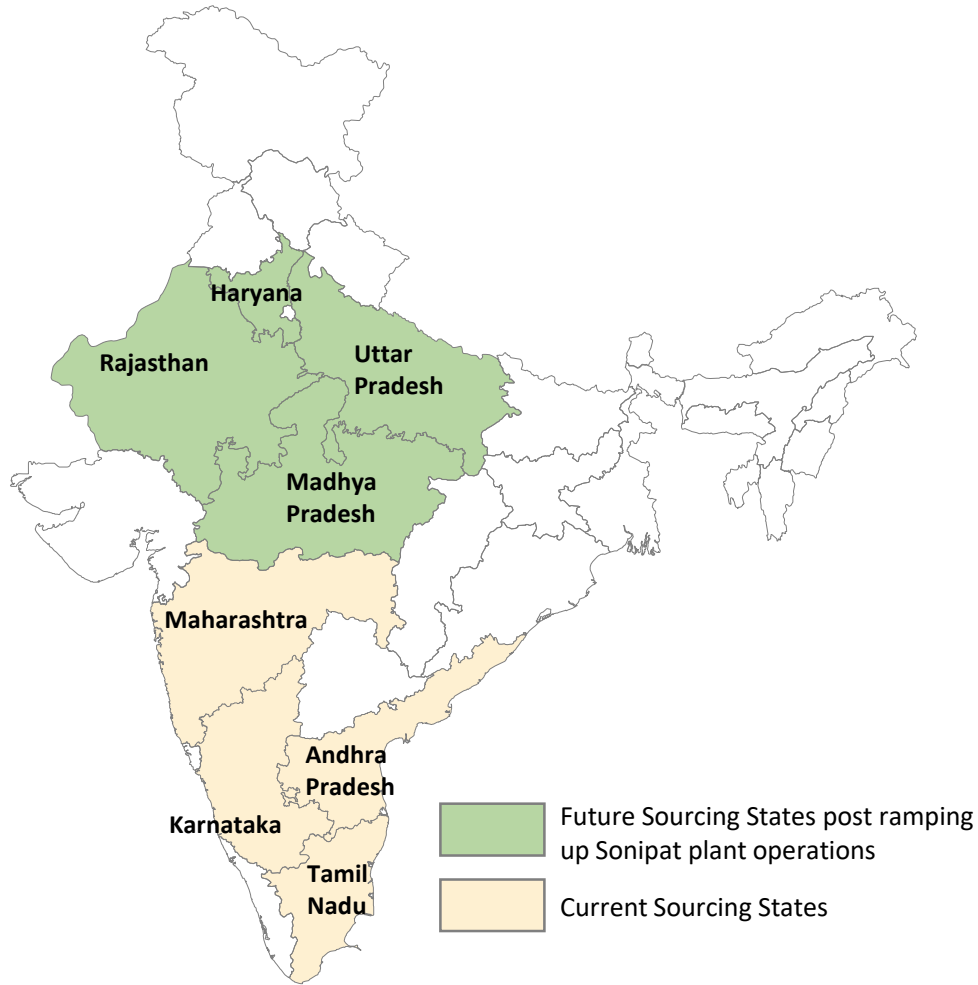 Haryana
Rajasthan
Uttar
Pradesh
Madhya
Pradesh
Maharashtra
Andhra
Pradesh
Karnataka
Tamil
Nadu
Future Sourcing States post ramping
up Sonipat plant operations
Current Sourcing States